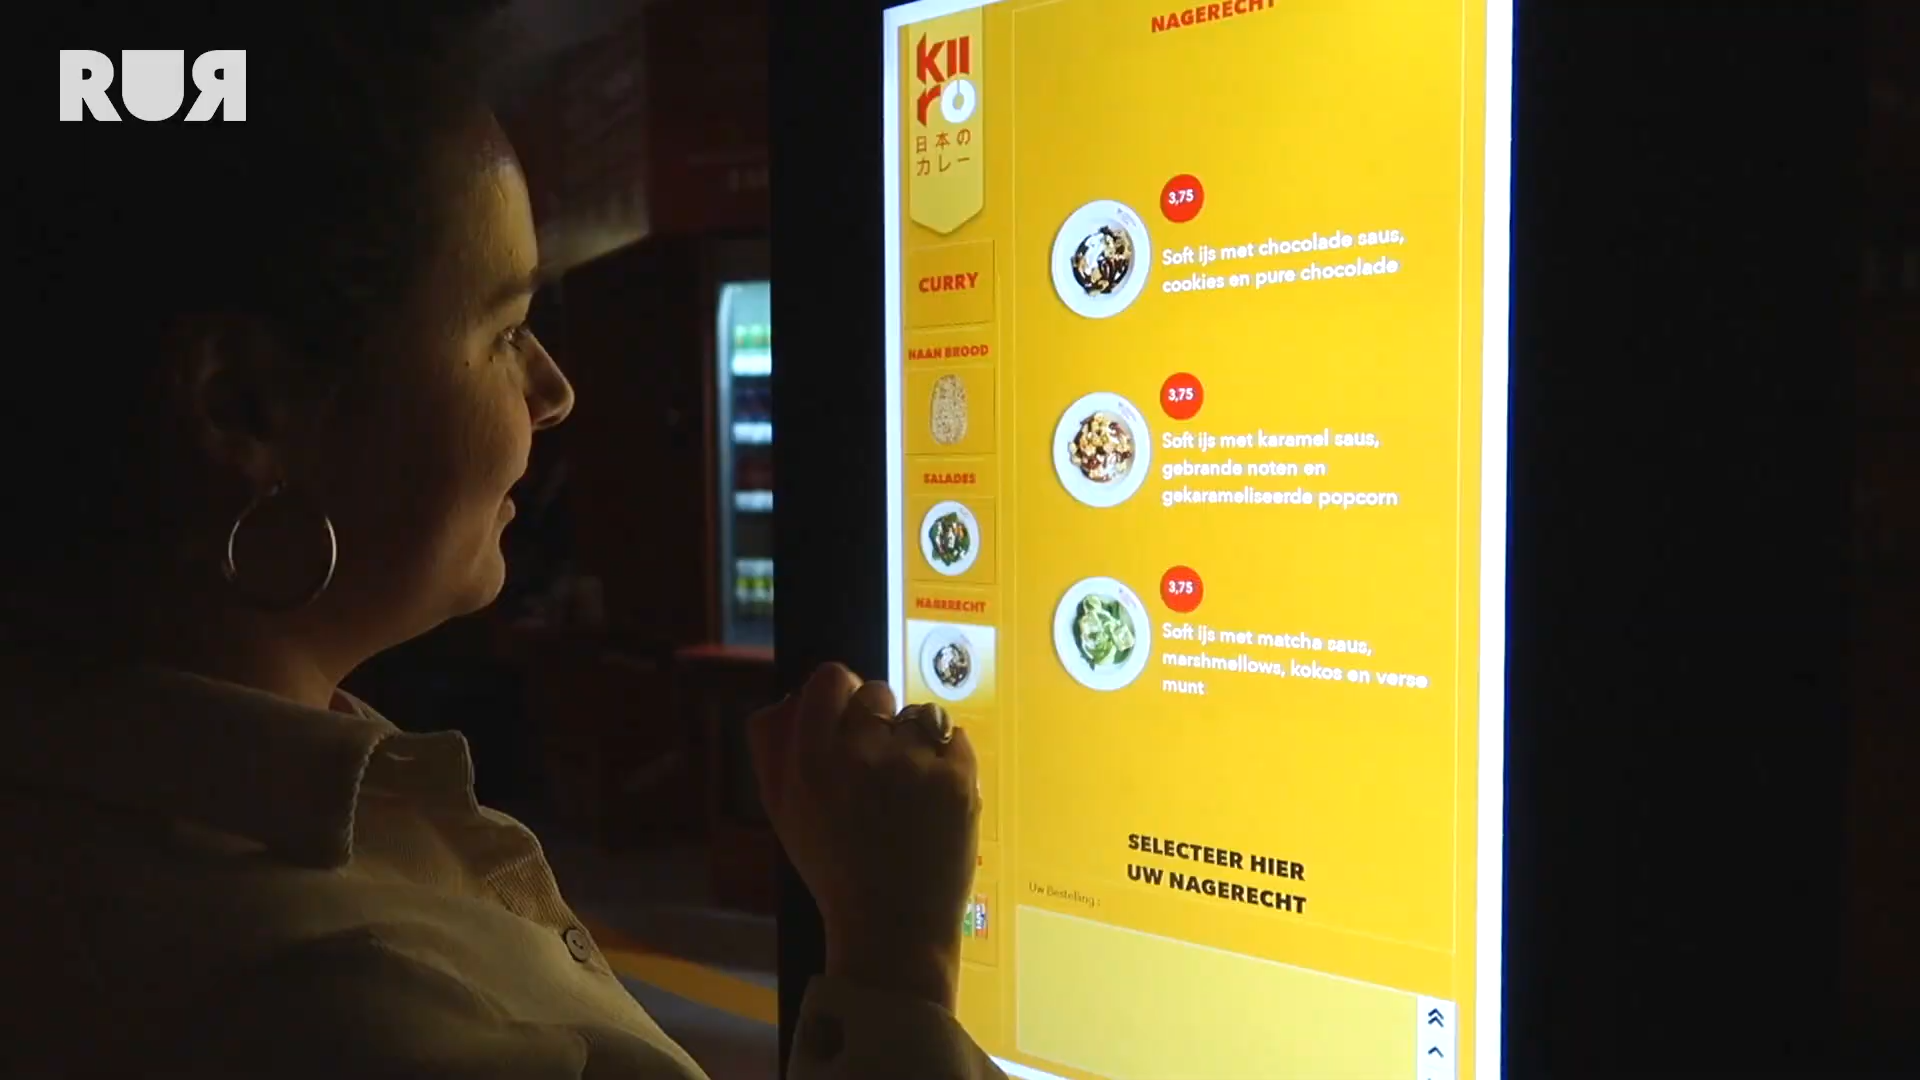 RUR
NAGERECHT
kii
ro
日本の
カレー
CURRY
NAAN BROOD
SALADES
NAGERECHT
3,75
Soft ijs met chocolade saus,
cookies en pure chocolade
3,75
Soft ijs met karamel saus,
gebrande noten en
gekarameliseerde popcorn
3,75
Soft ijs met matcha saus,
marshmellows, kokos en verse
munt
SELECTEER HIER
UW NAGERECHT
Uw Bestelling :